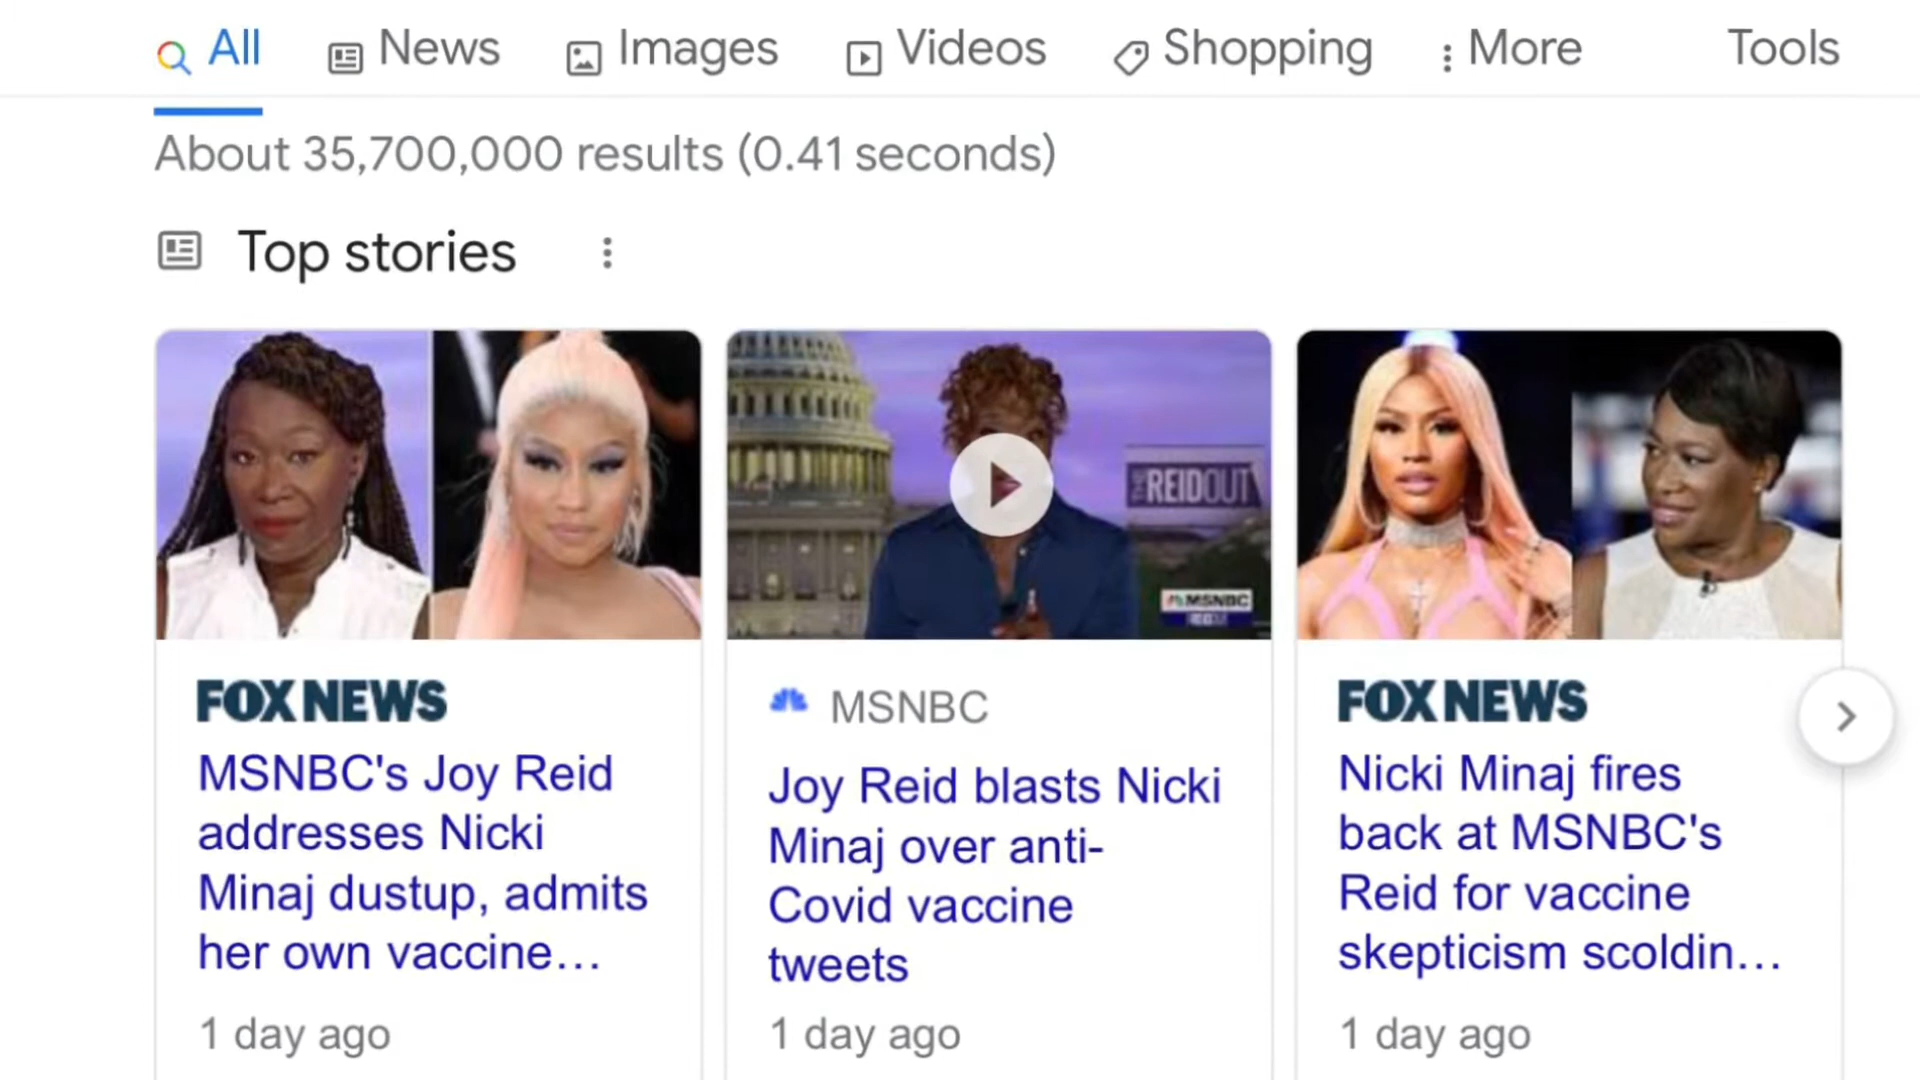 All News Images Videos Shopping More Tools
About 35,700,000 results (0.41 seconds)
Top stories
THE REIDOUT
MSNBC
REIDOUT
FOX NEWS
MSNBC's Joy Reid
addresses Nicki
Minaj dustup, admits
her own vaccine...
1 day ago
MSNBC
Joy Reid blasts Nicki
Minaj over anti-
Covid vaccine
tweets
1 day ago
FOX NEWS
Nicki Minaj fires
back at MSNBC's
Reid for vaccine
skepticism scoldin...
1 day ago